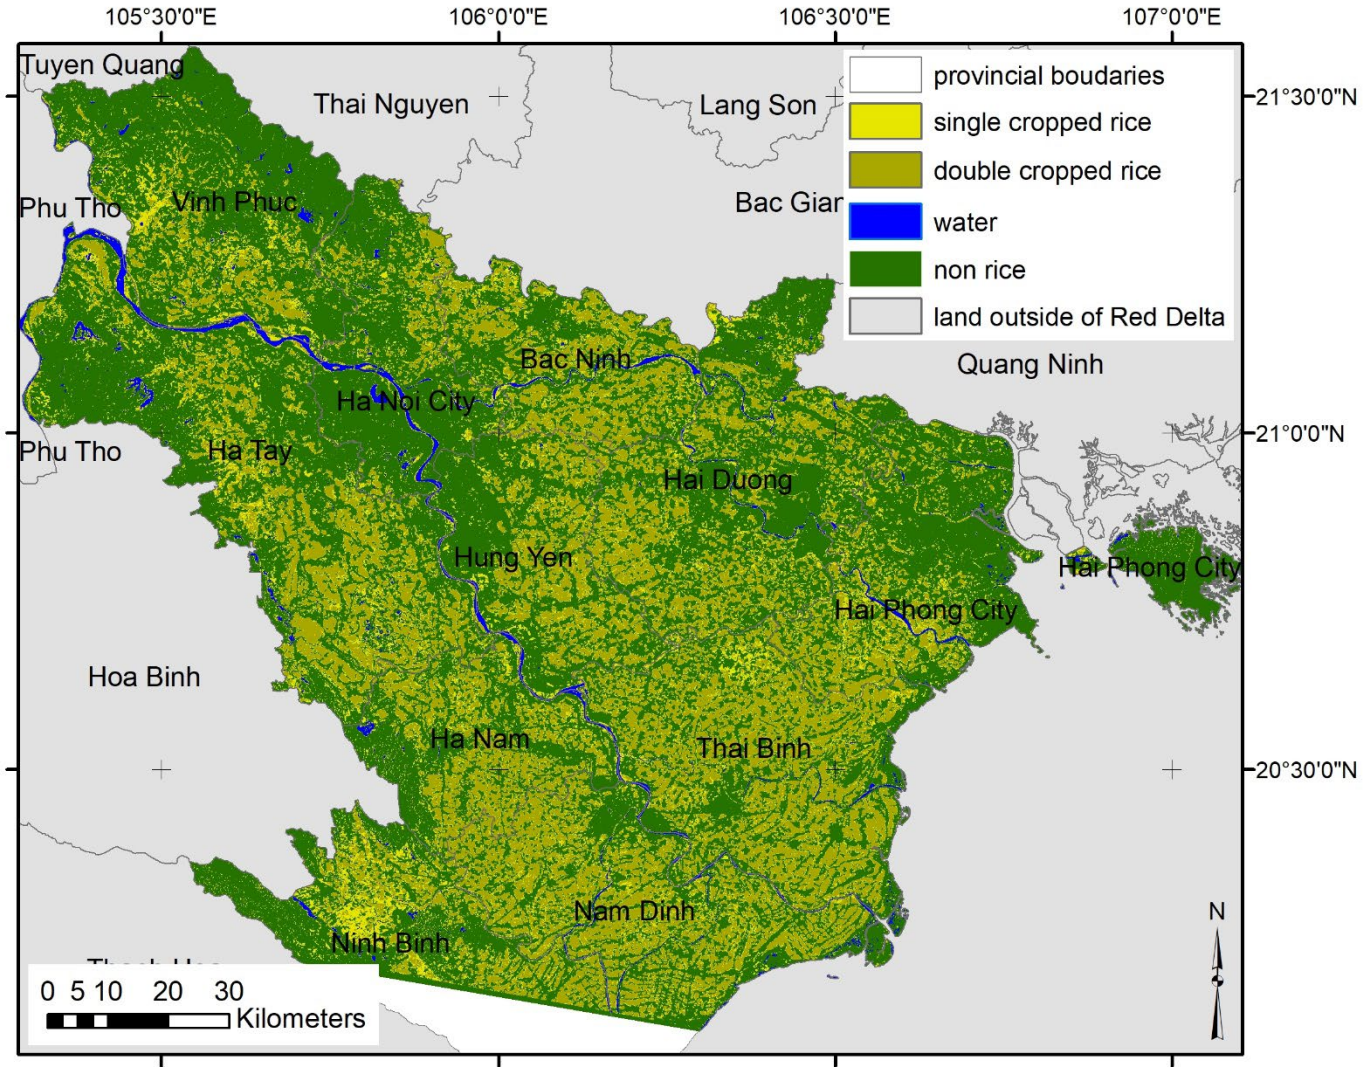 105°30'0"E
106°0'0"E
106°30'0"E
107°0'0"E
Tuyen Quang
Thai Nguyen
Lang Son
provincial boudaries
single cropped rice
double cropped rice
water
non rice
land outside of Red Delta
21°30'0"N
Phu Tho
Vinh Phuc
Bac Giar
Bac Ninh
Quang Ninh
Ha Noi City
21°0'0"N
Phu Tho
Ha Tay
Hai Duong
Hung Yen
Hai Phong City
Hai Phong City
Hoa Binh
Ha Nam
Thai Binh
20°30'0"N
Nam Dinh
N
Ninh Binh
0 5 10 20 30
Kilometers